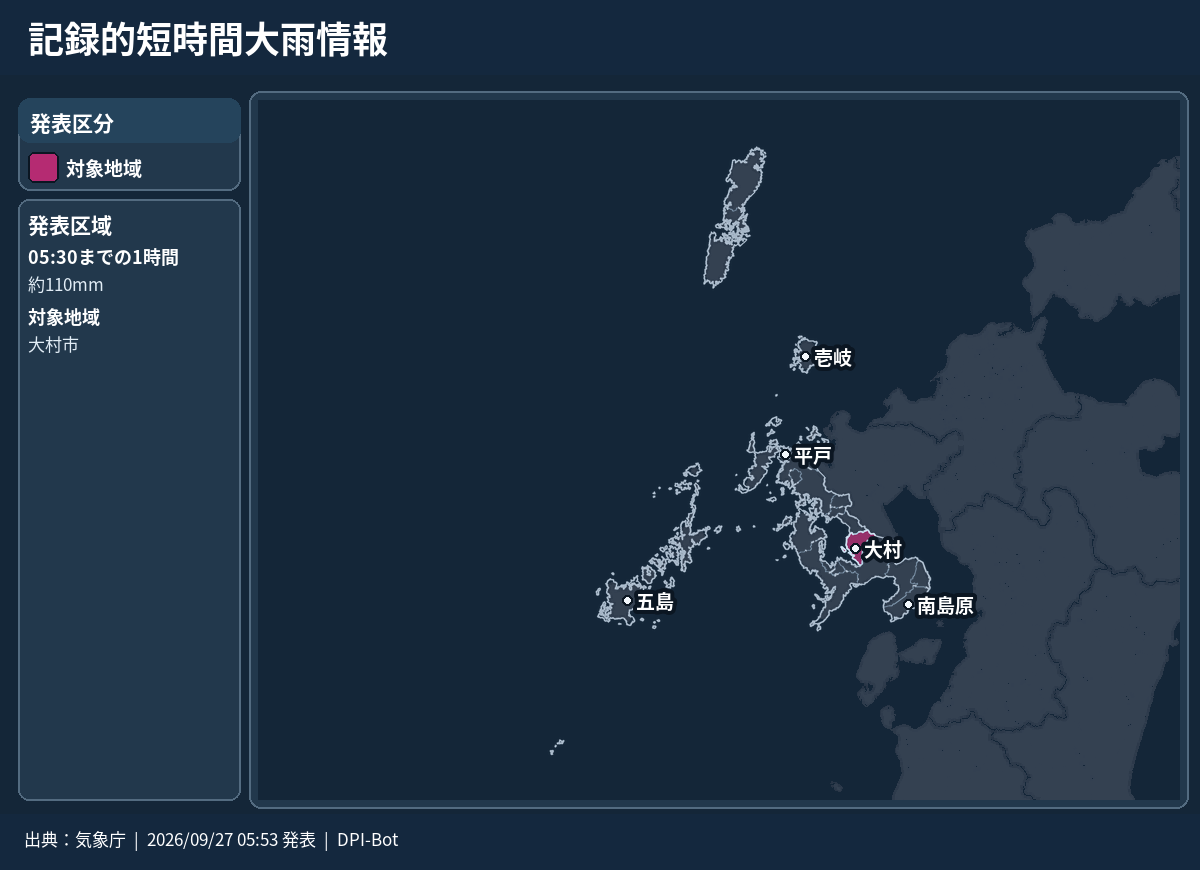 記録的短時間大雨情報
発表区分
対象地域
発表区域
05:30までの1時間
約110mm
対象地域
大村市
壱岐
平戸
大村
五島
南島原
出典：気象庁 | 2026/09/27 05:53 発表 | DPI-Bot